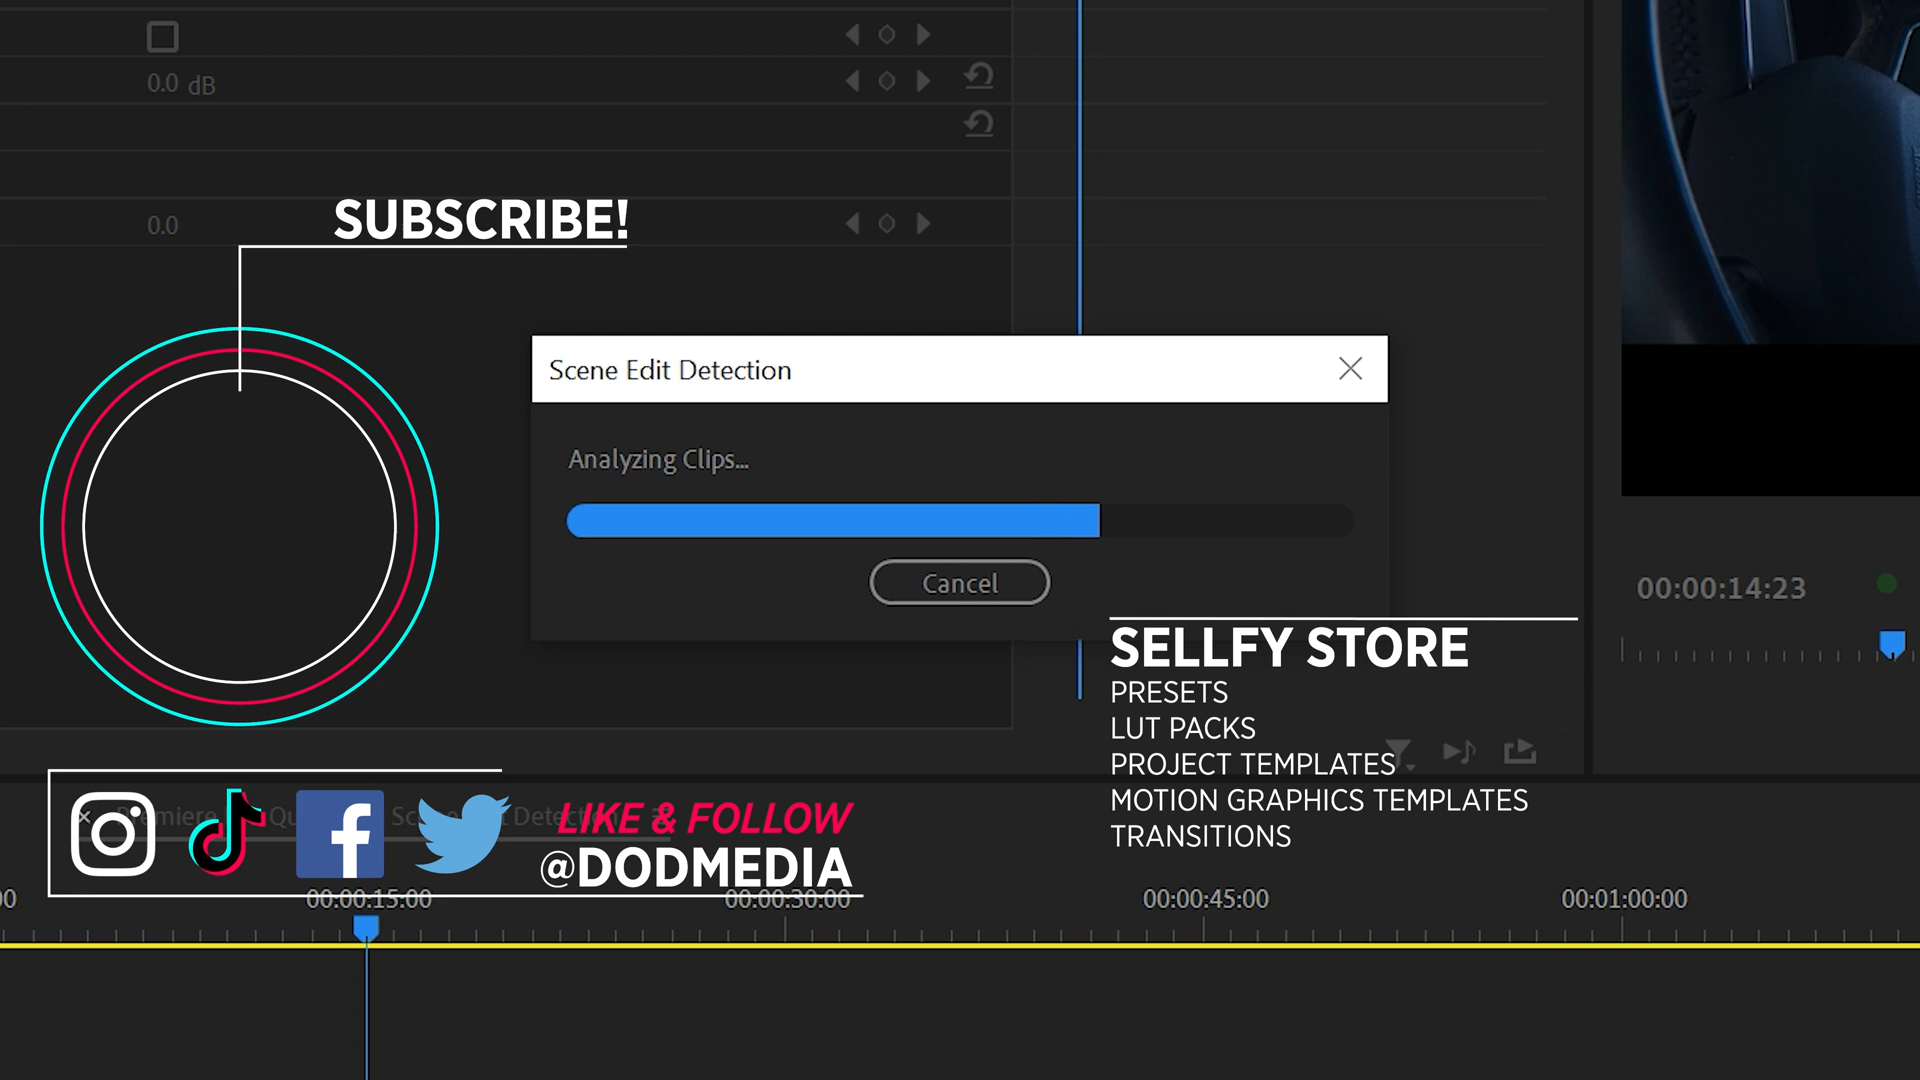 0.0 dB
0.0
SUBSCRIBE!
Scene Edit Detection
Analyzing Clips...
Cancel
00:00:14:23
SELLFY STORE
PRESETS
LUT PACKS
PROJECT TEMPLATES
MOTION GRAPHICS TEMPLATES
TRANSITIONS
LIKE & FOLLOW
@DODMEDIA
00:00:15:00
00:00:30:00
00:00:45:00
00:01:00:00